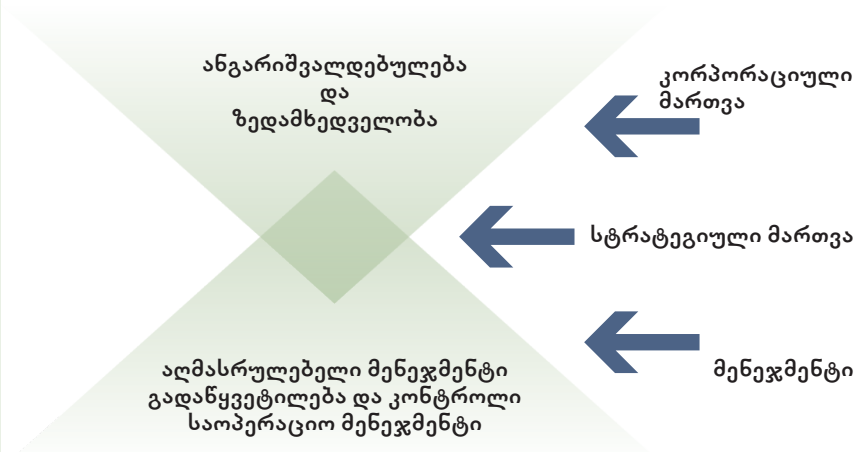 ანგარიშვალდებულება
და
ზედამხედველობა
კორპორაციული
მართვა
სტრატეგიული მართვა
აღმასრულებელი მენეჯმენტი
გადაწყვეტილება და კონტროლი
საოპერაციო მენეჯმენტი
მენეჯმენტი